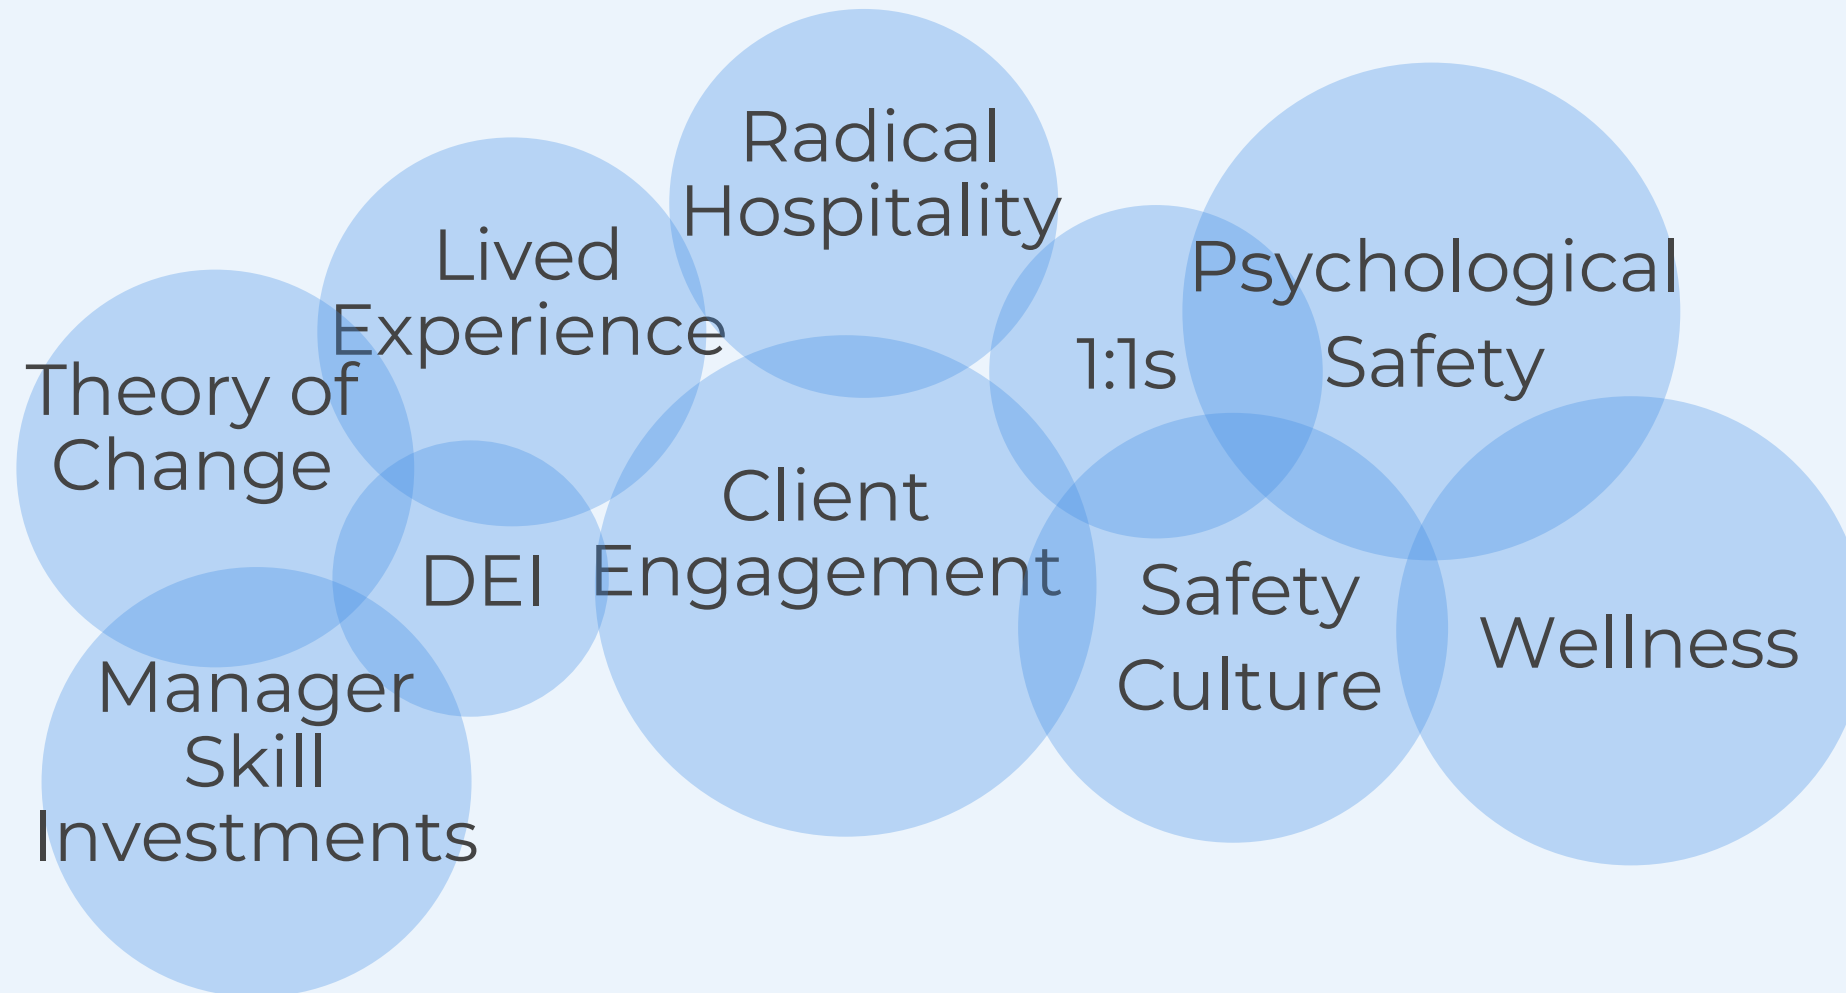 Radical
Hospitality
Lived
Experience
Psychological
Safety
1:1s
Theory of
Change
Client
Engagement
DEI
Safety
Culture
Wellness
Manager
Skill
Investments